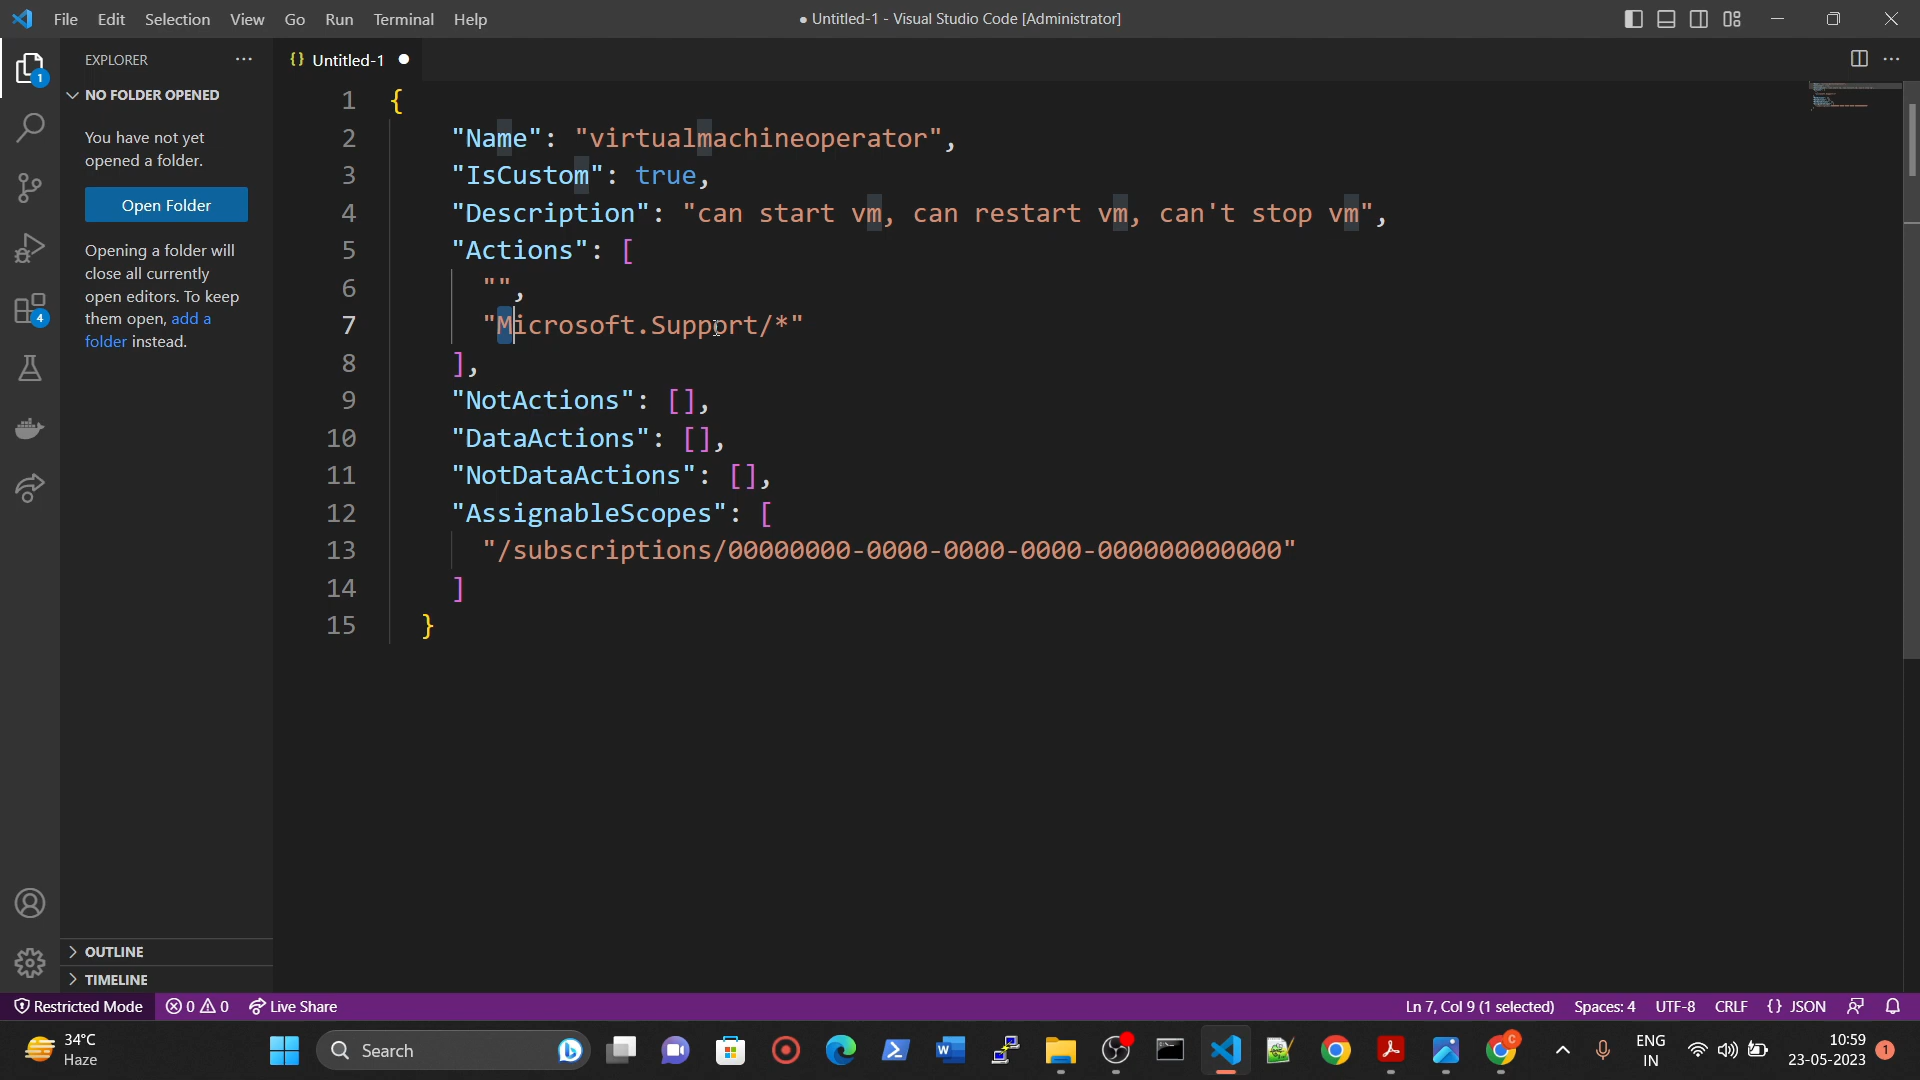 File Edit Selection View Go Run Terminal Help
● Untitled-1 - Visual Studio Code [Administrator]
EXPLORER ...
{} Untitled-1 ●
NO FOLDER OPENED
You have not yet
opened a folder.
Open Folder
Opening a folder will
close all currently
open editors. To keep
them open, add a
folder instead.
1 {
2 "Name": "virtualmachineoperator",
3 "IsCustom": true,
4 "Description": "can start vm, can restart vm, can't stop vm",
5 "Actions": [
6 "",
7 "Microsoft.Support/*"
8 ],
9 "NotActions": [],
10 "DataActions": [],
11 "NotDataActions": [],
12 "AssignableScopes": [
13 "/subscriptions/00000000-0000-0000-0000-000000000000"
14 ]
15 }
1
4
OUTLINE
TIMELINE
Restricted Mode 0 0 Live Share
Ln 7, Col 9 (1 selected) Spaces: 4 UTF-8 CRLF {} JSON
34°C
Haze
Search
ENG
IN
10:59
23-05-2023
1